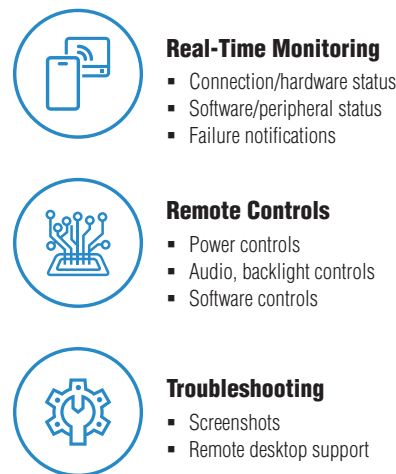 Real-Time Monitoring
▪ Connection/hardware status
▪ Software/peripheral status
▪ Failure notifications
Remote Controls
▪ Power controls
▪ Audio, backlight controls
▪ Software controls
Troubleshooting
▪ Screenshots
▪ Remote desktop support